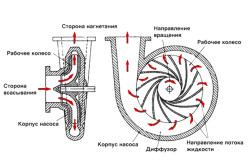 Сторона нагнетания
Рабочее колесо
Сторона
всасывания
Корпус насоса
Направление
вращения
Рабочее колесо
Корпус насоса
Диффузор
Направление потока
жидкости